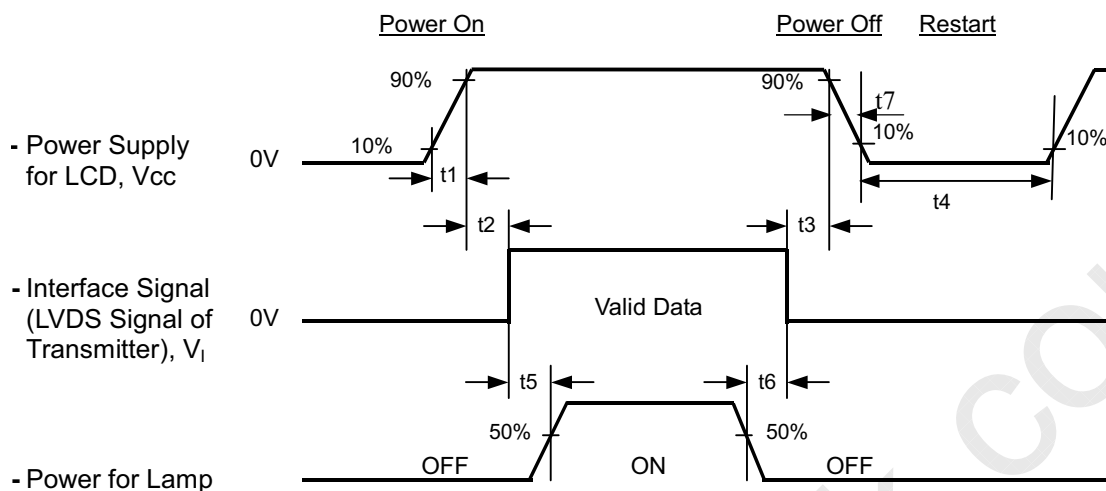 Power On
Power Off
Restart
90%
90%
t7
10%
10%
10%
- Power Supply
for LCD, Vcc
0V
t1
t4
t2
t3
- Interface Signal
(LVDS Signal of
Transmitter), VI
0V
Valid Data
t5
t6
50%
50%
- Power for Lamp
OFF
ON
OFF